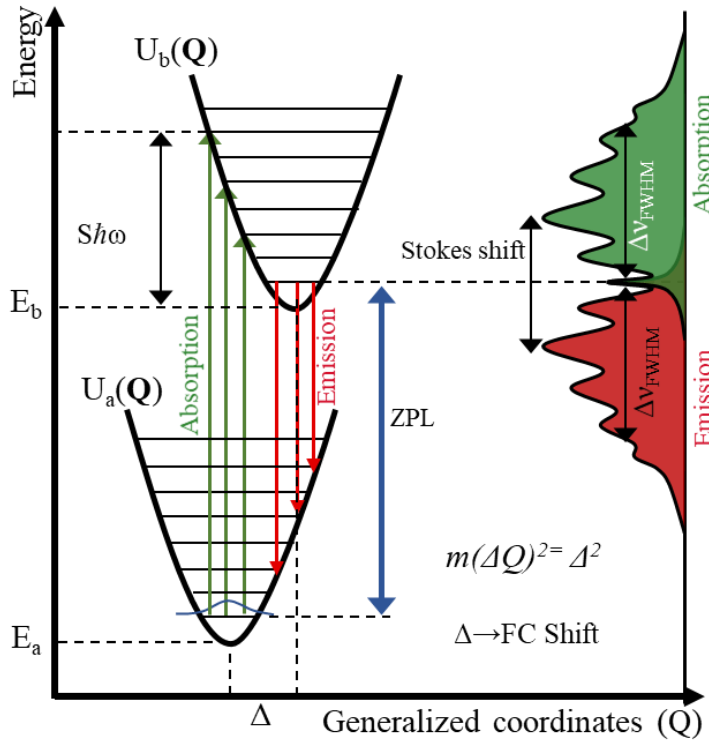 Energy
U_b(Q)
Sħω
E_b
Absorption
Emission
U_a(Q)
ZPL
E_a
Δ
Generalized coordinates (Q)
Stokes shift
Δν_FWHM
Δν_FWHM
Absorption
Emission
m(ΔQ)²⁼ Δ²
Δ→FC Shift